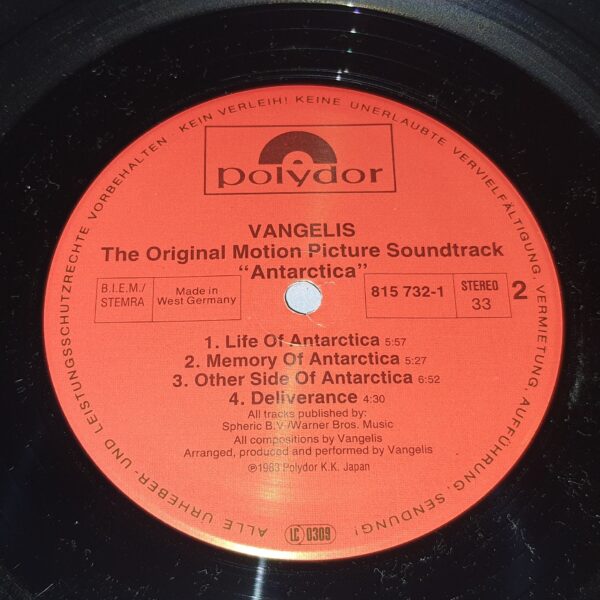 ALLE URHEBER- UND LEISTUNGSSCHUTZRECHTE VORBEHALTEN · KEIN VERLEIH! KEINE UNERLAUBTE VERVIELFÄLTIGUNG, VERMIETUNG, AUFFÜHRUNG, SENDUNG!
polydor
VANGELIS
The Original Motion Picture Soundtrack
"Antarctica"
B.I.E.M./
STEMRA
Made in
West Germany
815 732-1
STEREO
33
2
1. Life Of Antarctica 5:57
2. Memory Of Antarctica 5:27
3. Other Side Of Antarctica 6:52
4. Deliverance 4:30
All tracks published by:
Spheric B.V./Warner Bros. Music
All compositions by Vangelis
Arranged, produced and performed by Vangelis
℗1983 Polydor K.K. Japan
LC 0309